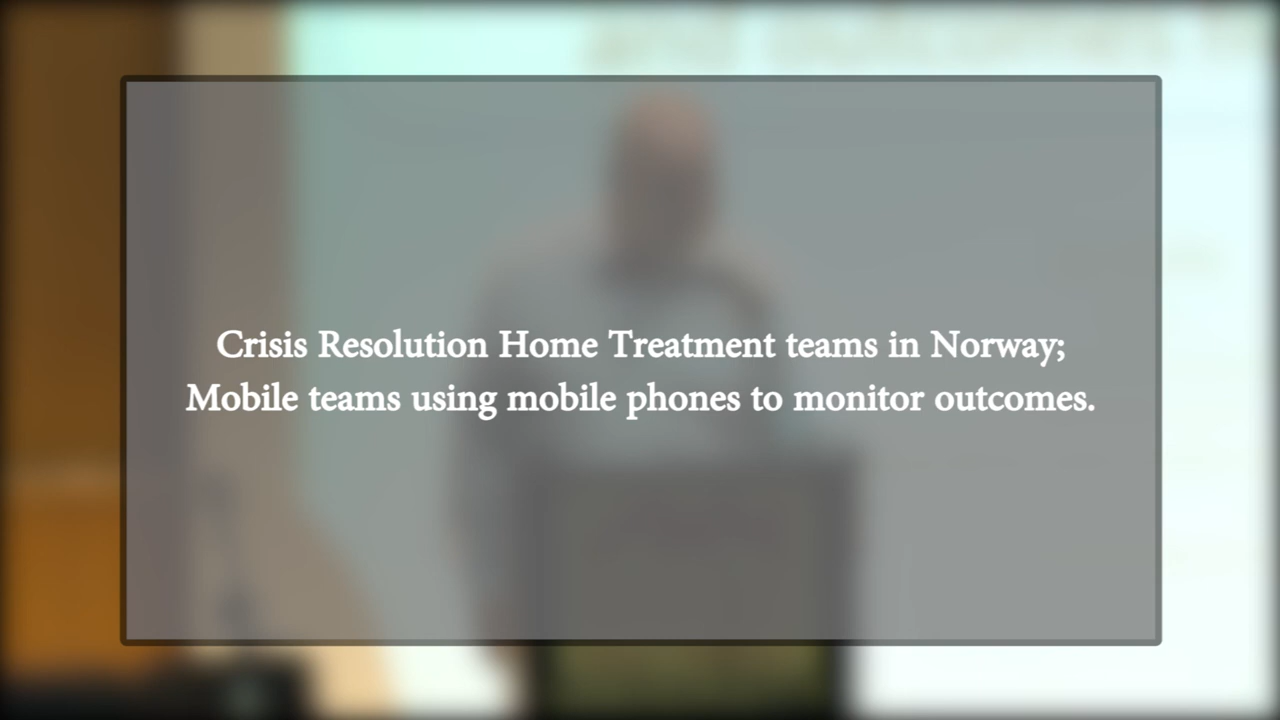 Crisis Resolution Home Treatment teams in Norway;
Mobile teams using mobile phones to monitor outcomes.